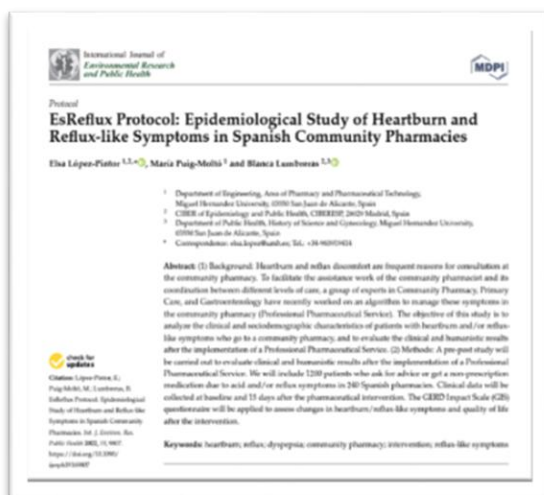 International Journal of
Environmental Research
and Public Health
MDPI
Protocol
EsReflux Protocol: Epidemiological Study of Heartburn and
Reflux-like Symptoms in Spanish Community Pharmacies
Elsa López-Pintor 1,2,*, María Puig-Moltó 1 and Blanca Lumbreras 2,3
1 Department of Engineering, Area of Pharmacy and Pharmaceutical Technology,
Miguel Hernandez University, 03550 San Juan de Alicante, Spain
2 CIBER of Epidemiology and Public Health, CIBERESP, 28029 Madrid, Spain
3 Department of Public Health, History of Science and Gynecology, Miguel Hernandez University,
03550 San Juan de Alicante, Spain
* Correspondence: elsa.lopez@umh.es; Tel.:
Abstract: (1) Background: Heartburn and reflux discomfort are frequent reasons for consultation at
the community pharmacy. To facilitate the assistance work of the community pharmacist and its
coordination between different levels of care, a group of experts in Community Pharmacy, Primary
Care, and Gastroenterology have recently worked on an algorithm to manage these symptoms in
the community pharmacy (Professional Pharmaceutical Service). The objective of this study is to
analyze the clinical and sociodemographic characteristics of patients with heartburn and/or reflux-
like symptoms who go to a community pharmacy, and to evaluate the clinical and humanistic results
after the implementation of a Professional Pharmaceutical Service. (2) Methods: A pre-post study will
be carried out to evaluate clinical and humanistic results after the implementation of a Professional
Pharmaceutical Service. We will include 1200 patients who ask for advice or get a non-prescription
medication due to acid and/or reflux symptoms in 240 Spanish pharmacies. Clinical data will be
collected at baseline and 15 days after the pharmaceutical intervention. The GERD Impact Scale (GIS)
questionnaire will be applied to assess changes in heartburn/reflux-like symptoms and quality of life
after the intervention.
Keywords: heartburn; reflux; dyspepsia; community pharmacy; intervention; reflux-like symptoms
check for
updates
Citation: López-Pintor, E.;
Puig-Moltó, M.; Lumbreras, B.
EsReflux Protocol: Epidemiological
Study of Heartburn and Reflux-like
Symptoms in Spanish Community
Pharmacies. Int. J. Environ. Res.
Public Health 2022, 19,
https://doi.org/10.3390/